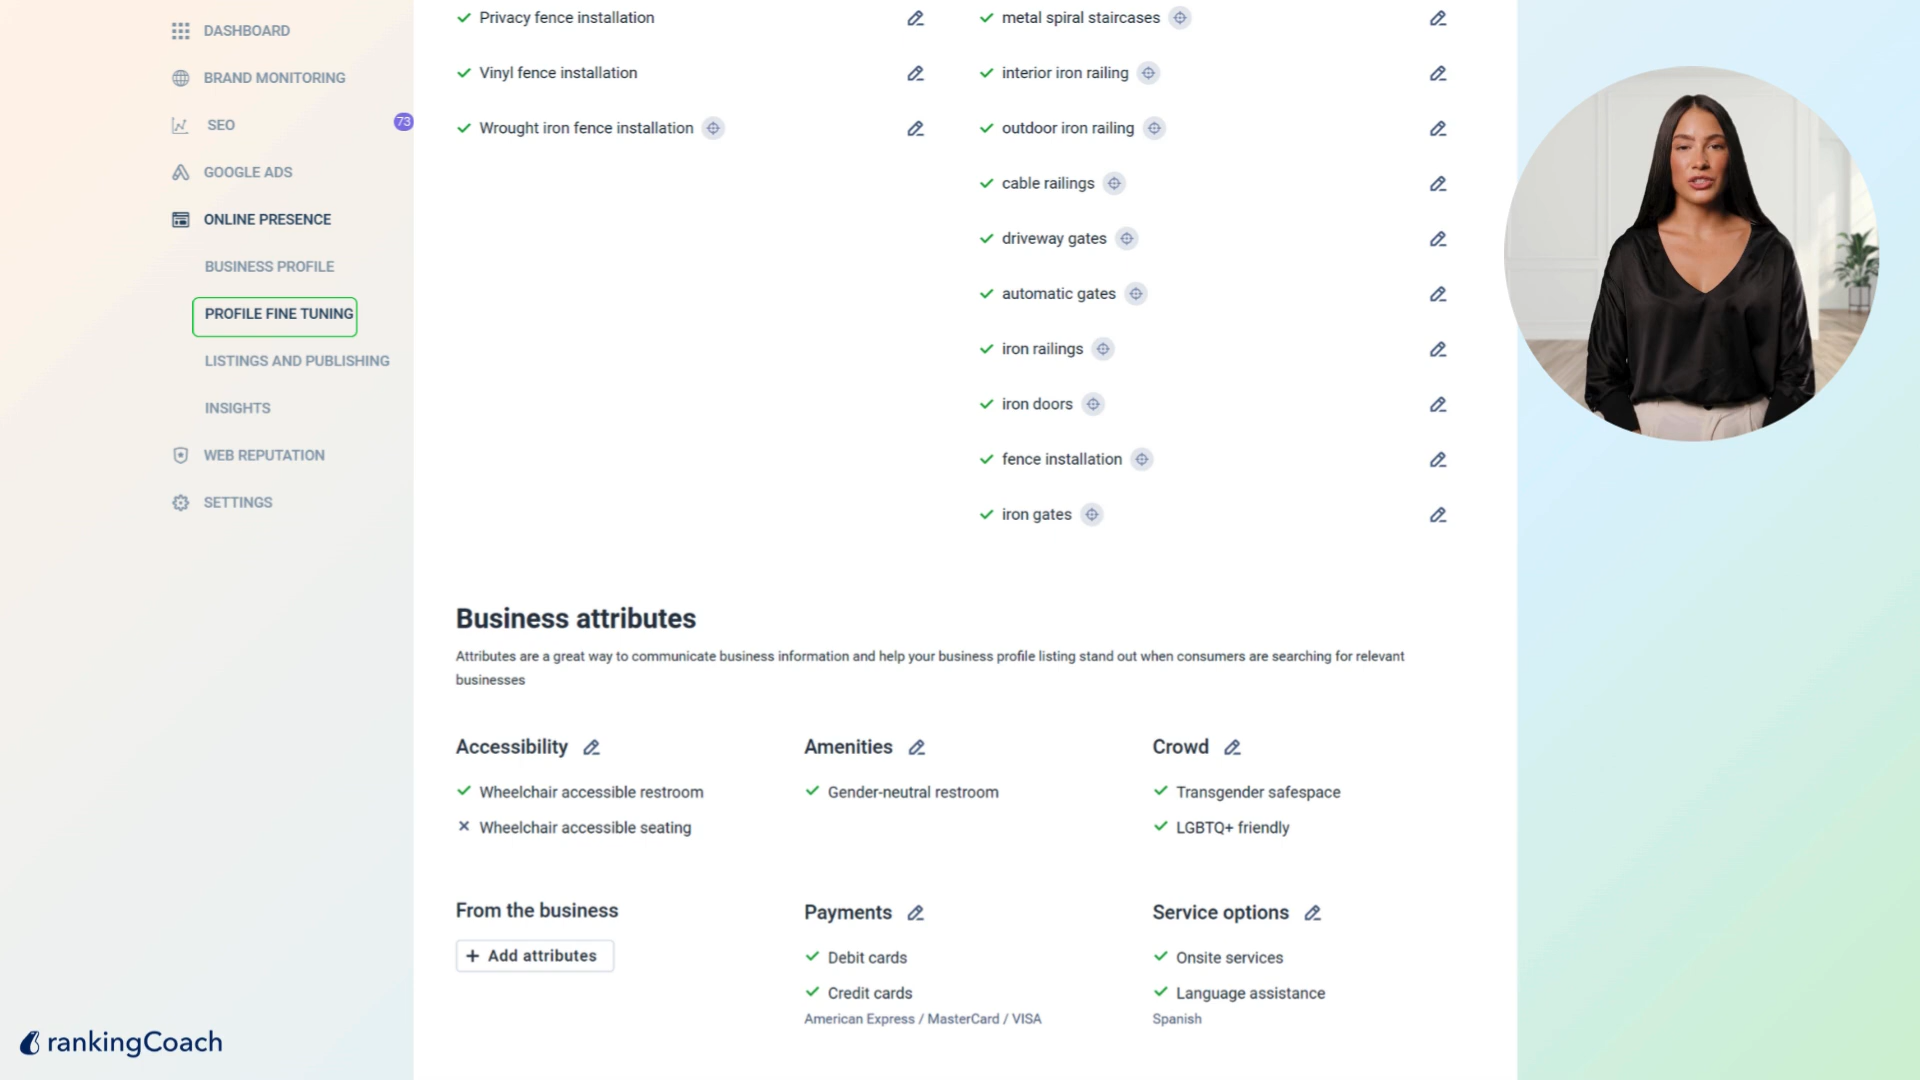 DASHBOARD
BRAND MONITORING
SEO
73
GOOGLE ADS
ONLINE PRESENCE
BUSINESS PROFILE
PROFILE FINE TUNING
LISTINGS AND PUBLISHING
INSIGHTS
WEB REPUTATION
SETTINGS
Privacy fence installation
Vinyl fence installation
Wrought iron fence installation
metal spiral staircases
interior iron railing
outdoor iron railing
cable railings
driveway gates
automatic gates
iron railings
iron doors
fence installation
iron gates
Business attributes
Attributes are a great way to communicate business information and help your business profile listing stand out when consumers are searching for relevant
businesses
Accessibility
Wheelchair accessible restroom
Wheelchair accessible seating
Amenities
Gender-neutral restroom
Crowd
Transgender safespace
LGBTQ+ friendly
From the business
+ Add attributes
Payments
Debit cards
Credit cards
American Express / MasterCard / VISA
Service options
Onsite services
Language assistance
Spanish
rankingCoach